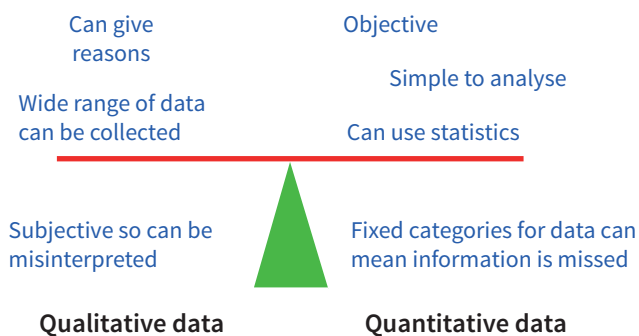 Can give
reasons
Objective
Simple to analyse
Wide range of data
can be collected
Can use statistics
Subjective so can be
misinterpreted
Fixed categories for data can
mean information is missed
Qualitative data
Quantitative data